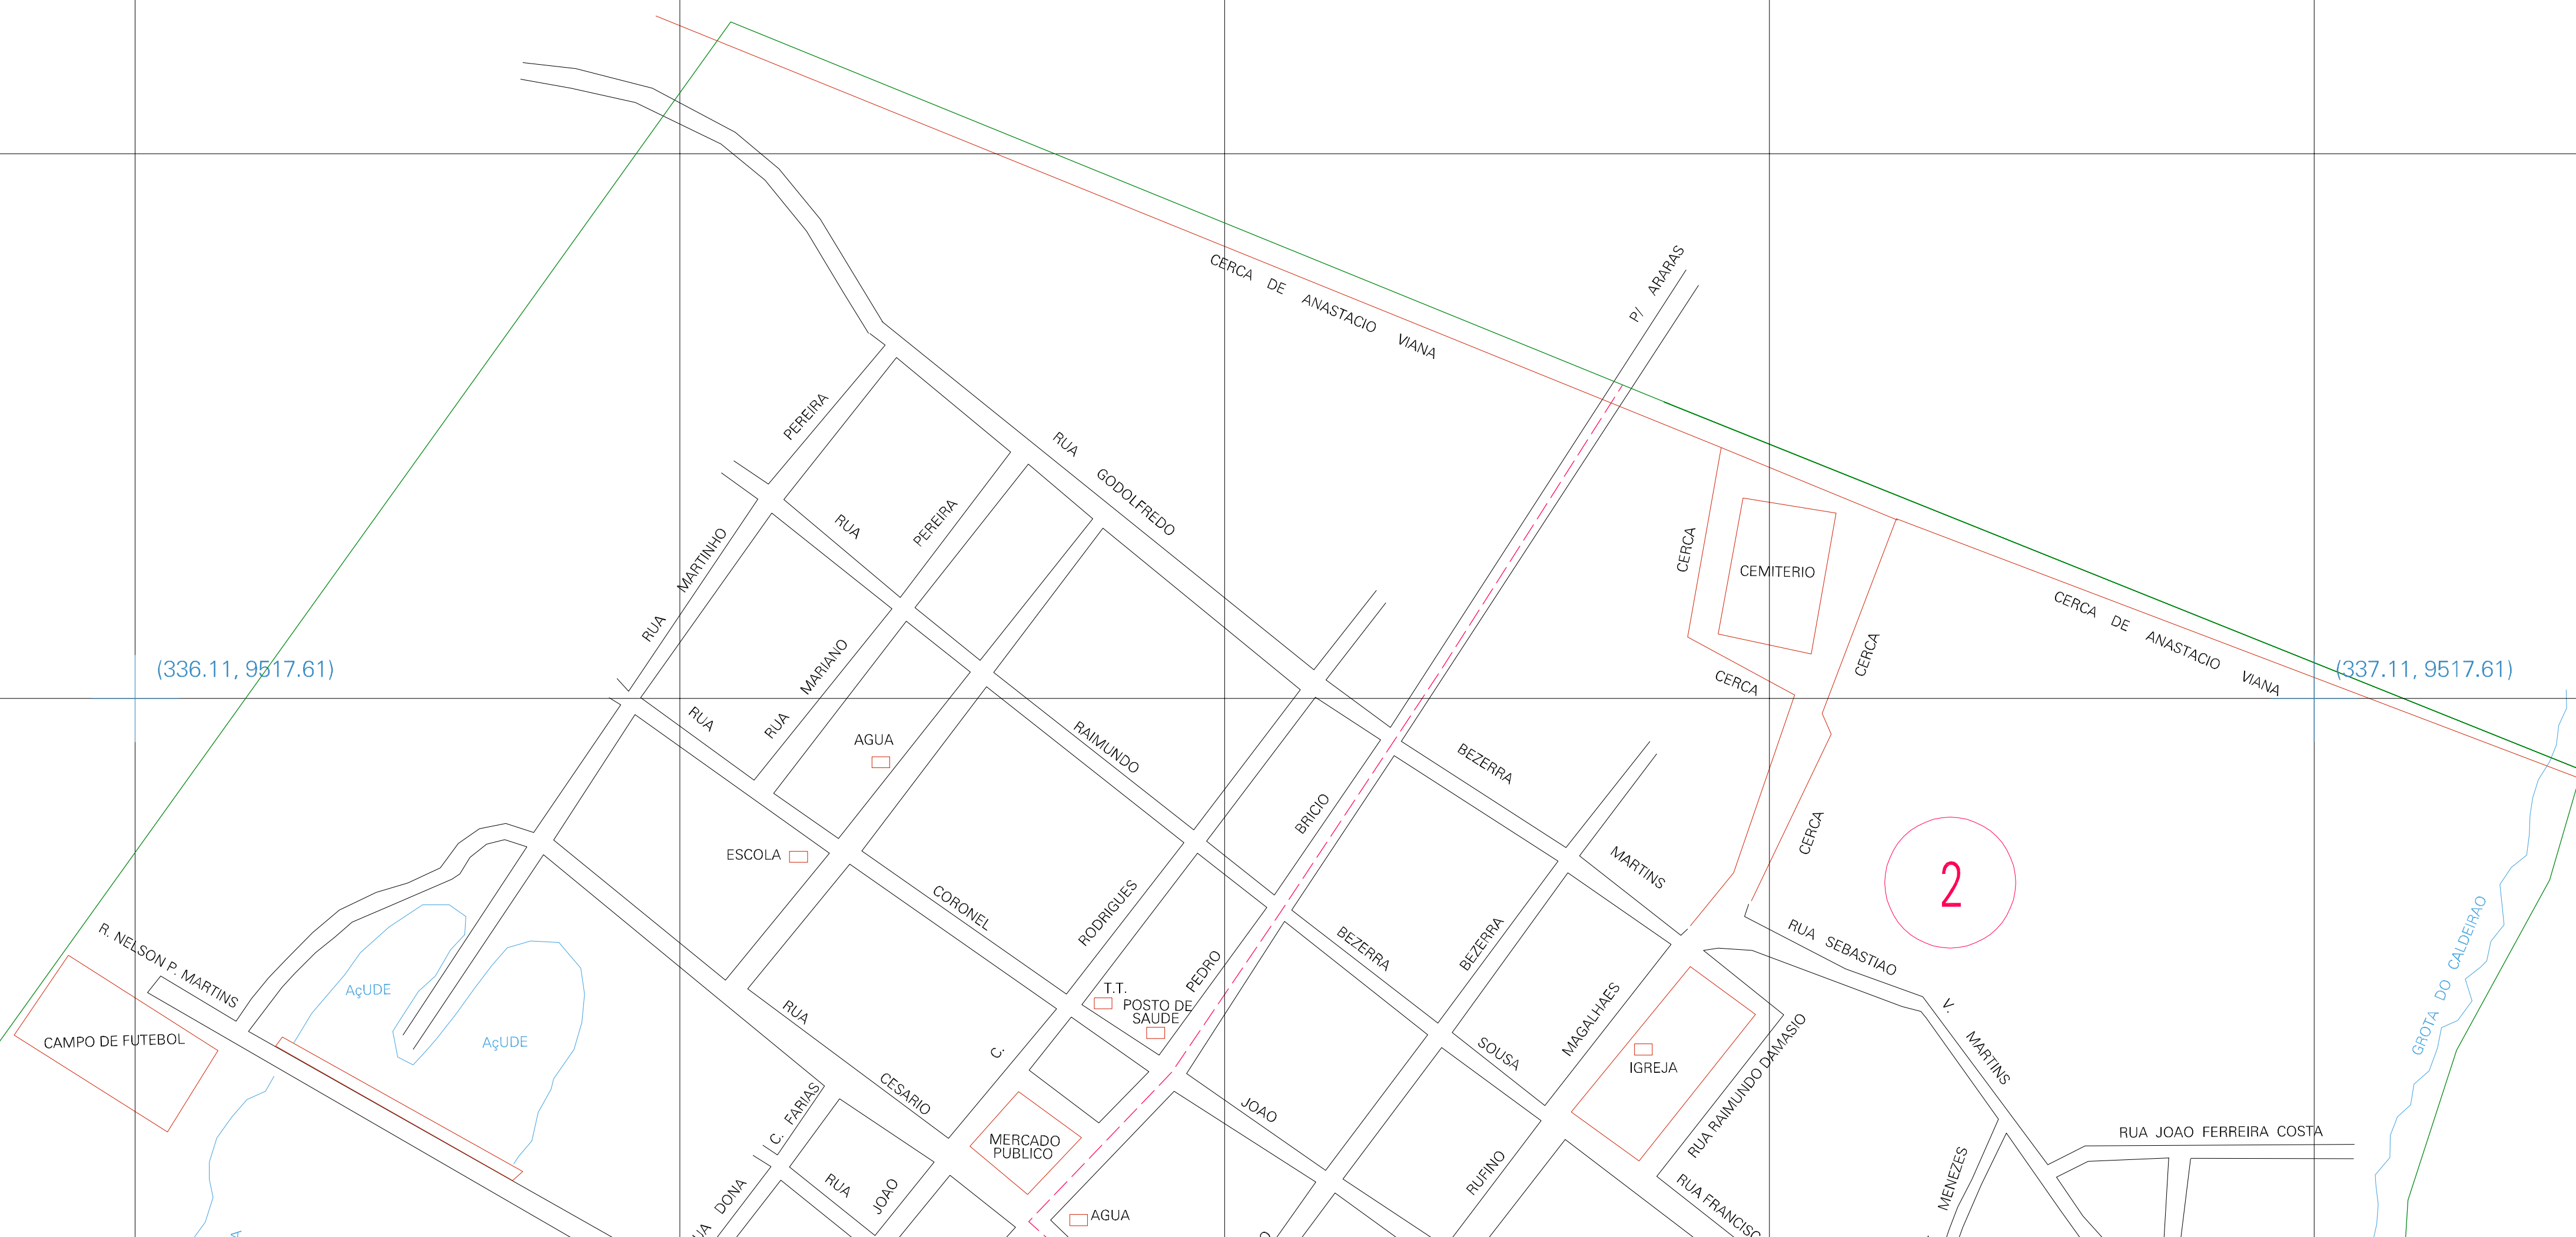 CERCA DE ANASTACIO VIANA
P/ ARARAS
PEREIRA
RUA GODOLFREDO
RUA
PEREIRA
CERCA
CEMITERIO
RUA MARTINHO
CERCA DE ANASTACIO VIANA
CERCA
(336.11, 9517.61)
(337.11, 9517.61)
CERCA
RUA MARIANO
RUA
AGUA
RAIMUNDO
BEZERRA
BRICIO
CERCA
ESCOLA
MARTINS
2
CORONEL
RODRIGUES
BEZERRA
BEZERRA
RUA SEBASTIAO
V. MARTINS
GROTA DO CALDEIRAO
R. NELSON P. MARTINS
AçUDE
AçUDE
CAMPO DE FUTEBOL
PEDRO
T.T.
POSTO DE
SAUDE
RUA CESARIO
C.
SOUSA
MAGALHAES
IGREJA
RUA RAIMUNDO DAMASIO
C. FARIAS
JOAO
MERCADO
PUBLICO
RUA JOAO FERREIRA COSTA
RUA
JOAO
DONA
RUFINO
MENEZES
RUA FRANCISC
AGUA